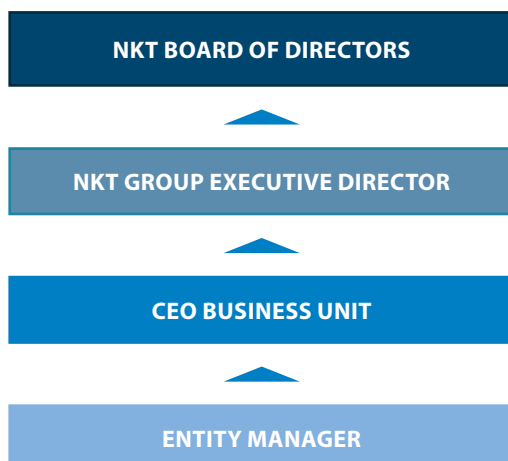 NKT BOARD OF DIRECTORS
NKT GROUP EXECUTIVE DIRECTOR
CEO BUSINESS UNIT
ENTITY MANAGER